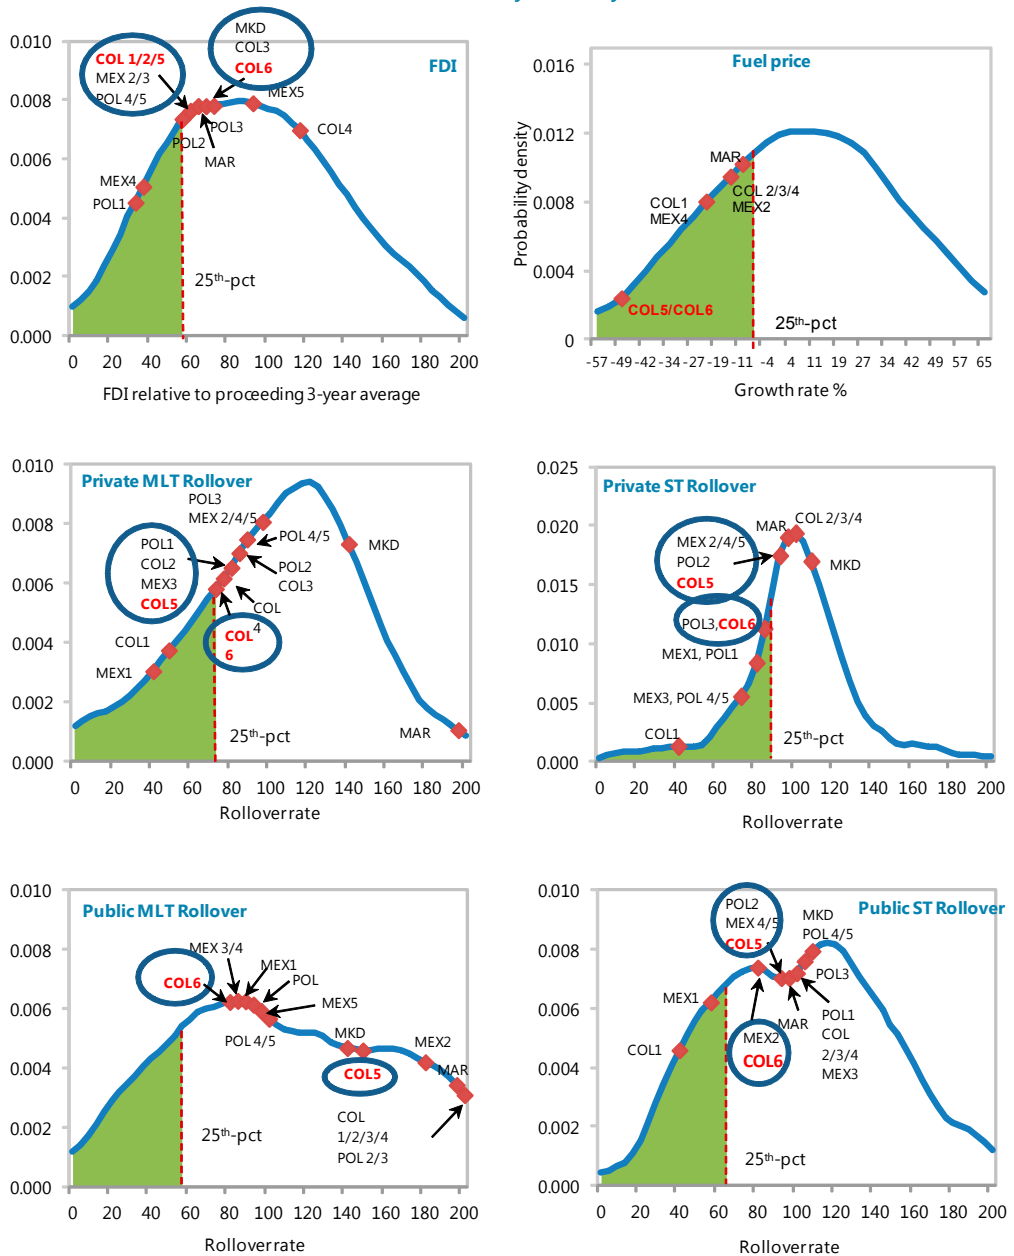 FDI
0.010
0.008
0.006
0.004
0.002
0.000
COL 1/2/5
MEX 2/3
POL 4/5
MKD
COL3
COL6
MEX5
COL4
POL3
POL2
MAR
MEX4
POL1
25th-pct
0 20 40 60 80 100 120 140 160 180 200
FDI relative to proceeding 3-year average
Fuel price
Probability density
0.016
0.012
0.008
0.004
0
MAR
COL 2/3/4
MEX2
COL1
MEX4
COL5/COL6
25th-pct
-57 -49 -42 -34 -27 -19 -11 -4 4 11 19 27 34 42 49 57 65
Growth rate %
Private MLT Rollover
0.010
0.008
0.006
0.004
0.002
0.000
POL3
MEX 2/4/5
POL1
COL2
MEX3
COL5
POL 4/5
POL2
COL3
MKD
COL
4
COL
6
COL1
MEX1
MAR
25th-pct
0 20 40 60 80 100 120 140 160 180 200
Rollover rate
Private ST Rollover
0.025
0.020
0.015
0.010
0.005
0.000
MAR
COL 2/3/4
MEX 2/4/5
POL2
COL5
MKD
POL3,COL6
MEX1, POL1
MEX3, POL 4/5
COL1
25th-pct
0 20 40 60 80 100 120 140 160 180 200
Rollover rate
Public MLT Rollover
0.010
0.008
0.006
0.004
0.002
0.000
MEX 3/4
COL6
MEX1
POL
MEX5
POL 4/5
MKD
MEX2
COL5
MAR
COL
1/2/3/4
POL 2/3
25th-pct
0 20 40 60 80 100 120 140 160 180 200
Rollover rate
Public ST Rollover
0.010
0.008
0.006
0.004
0.002
0.000
POL2
MEX 4/5
COL5
MKD
POL 4/5
POL3
MEX1
COL1
MEX2
COL6
MAR
POL1
COL
2/3/4
MEX3
25th-pct
0 20 40 60 80 100 120 140 160 180 200
Rollover rate